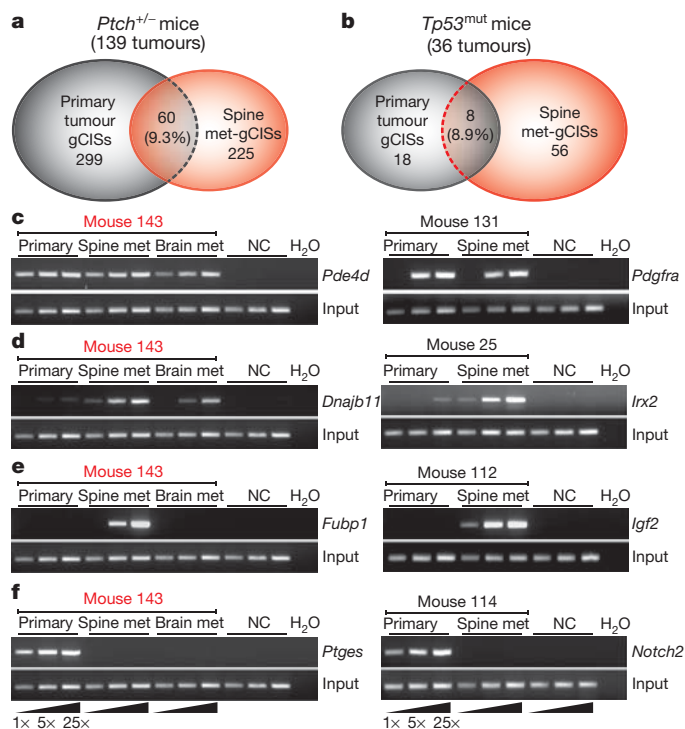 a
Ptch+/– mice
(139 tumours)
Primary
tumour
gCISs
299
60
(9.3%)
Spine
met-gCISs
225
b
Tp53mut mice
(36 tumours)
Primary
tumour
gCISs
18
8
(8.9%)
Spine
met-gCISs
56
c
Mouse 143
Primary Spine met Brain met NC H2O
Pde4d
Input
Mouse 131
Primary Spine met NC H2O
Pdgfra
Input
d
Mouse 143
Primary Spine met Brain met NC H2O
Dnajb11
Input
Mouse 25
Primary Spine met NC H2O
Irx2
Input
e
Mouse 143
Primary Spine met Brain met NC H2O
Fubp1
Input
Mouse 112
Primary Spine met NC H2O
Igf2
Input
f
Mouse 143
Primary Spine met Brain met NC H2O
Ptges
Input
1× 5× 25×
Mouse 114
Primary Spine met NC H2O
Notch2
Input
1× 5× 25×